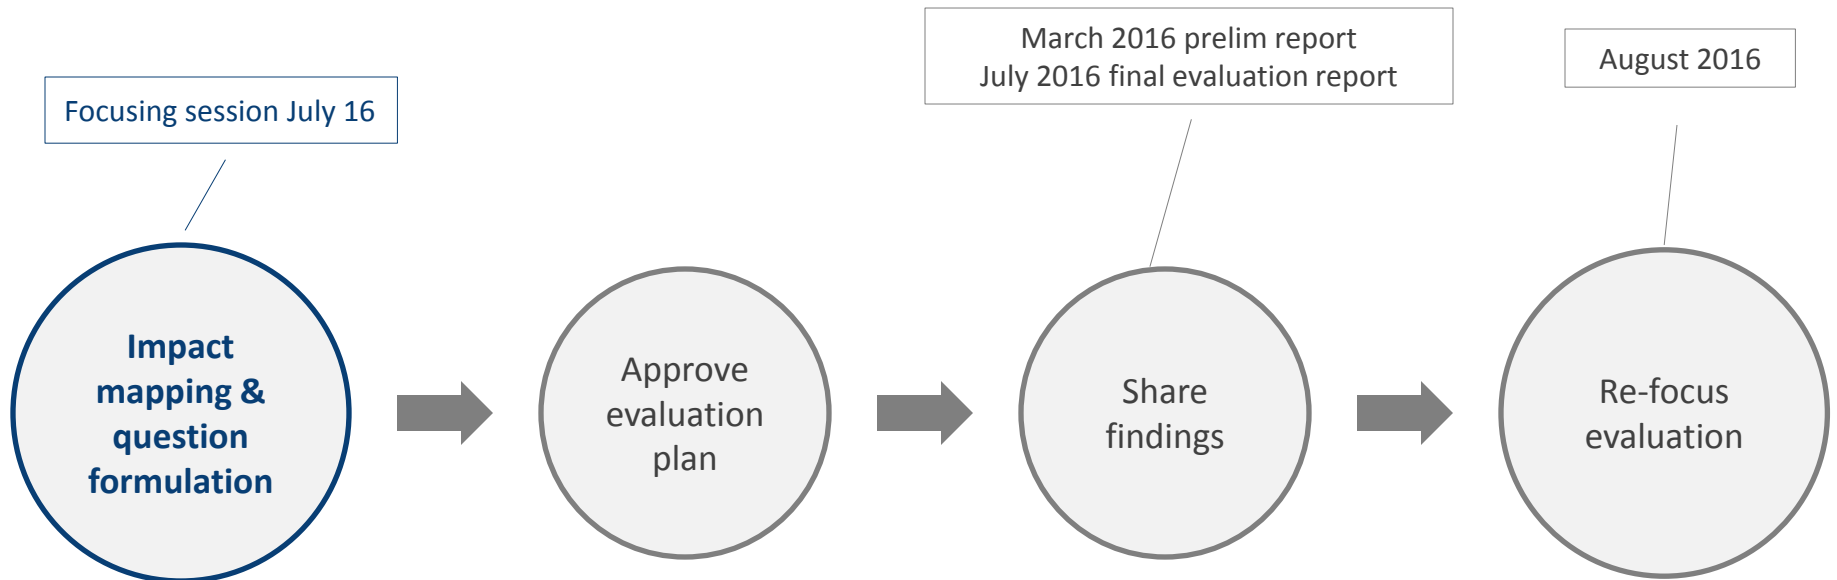 March 2016 prelim report
July 2016 final evaluation report
August 2016
Focusing session July 16
Impact
mapping &
question
formulation
Approve
evaluation
plan
Share
findings
Re-focus
evaluation